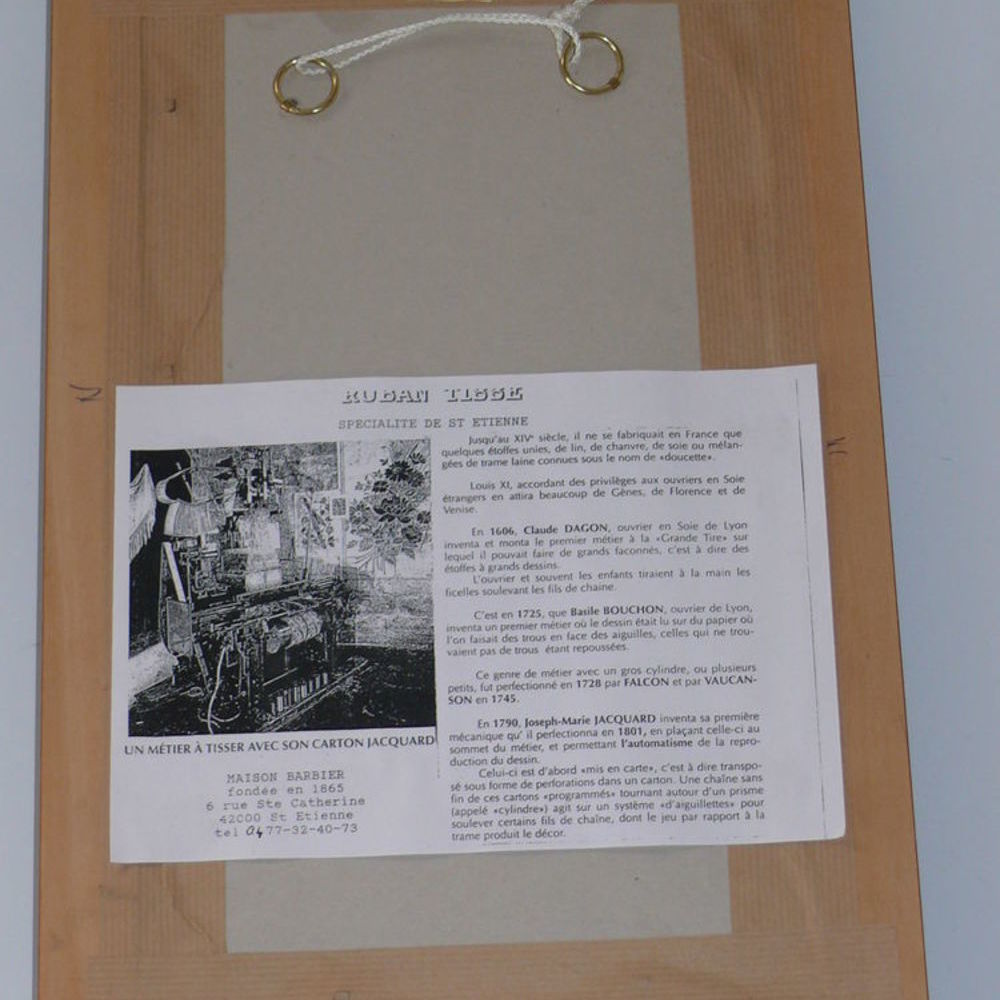 RUBAN TISSE
SPECIALITE DE ST ETIENNE
UN MÉTIER À TISSER AVEC SON CARTON JACQUARD
MAISON BARBIER
fondée en 1865
6 rue Ste Catherine
42000 St Etienne
tel 0477-32-40-73
Jusqu'au XIVe siècle, il ne se fabriquait en France que
quelques étoffes unies, de lin, de chanvre, de soie ou mélan-
gées de trame laine connues sous le nom de «doucette».
Louis XI, accordant des privilèges aux ouvriers en Soie
étrangers en attira beaucoup de Gènes, de Florence et de
Venise.
En 1606, Claude DAGON, ouvrier en Soie de Lyon
inventa et monta le premier métier à la «Grande Tire» sur
lequel il pouvait faire de grands faconnés, c'est à dire des
étoffes à grands dessins.
L'ouvrier et souvent les enfants tiraient à la main les
ficelles soulevant les fils de chaine.
C'est en 1725, que Basile BOUCHON, ouvrier de Lyon,
inventa un premier métier où le dessin était lu sur du papier où
l'on faisait des trous en face des aiguilles, celles qui ne trou-
vaient pas de trous étant repoussées.
Ce genre de métier avec un gros cylindre, ou plusieurs
petits, fut perfectionné en 1728 par FALCON et par VAUCAN-
SON en 1745.
En 1790, Joseph-Marie JACQUARD inventa sa première
mécanique qu' il perfectionna en 1801, en plaçant celle-ci au
sommet du métier, et permettant l'automatisme de la repro-
duction du dessin.
Celui-ci est d'abord «mis en carte», c'est à dire transpo-
sé sous forme de perforations dans un carton. Une chaîne sans
fin de ces cartons «programmés» tournant autour d'un prisme
(appelé «cylindre») agit sur un système «d'aiguillettes» pour
soulever certains fils de chaîne, dont le jeu par rapport à la
trame produit le décor.